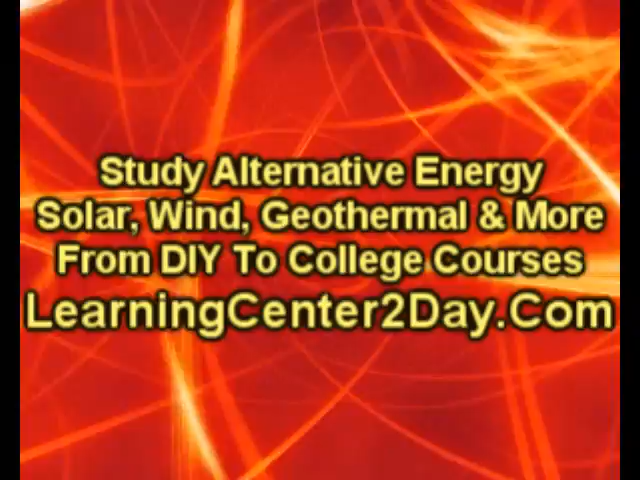 Study Alternative Energy
Solar, Wind, Geothermal & More
From DIY To College Courses
LearningCenter2Day.Com